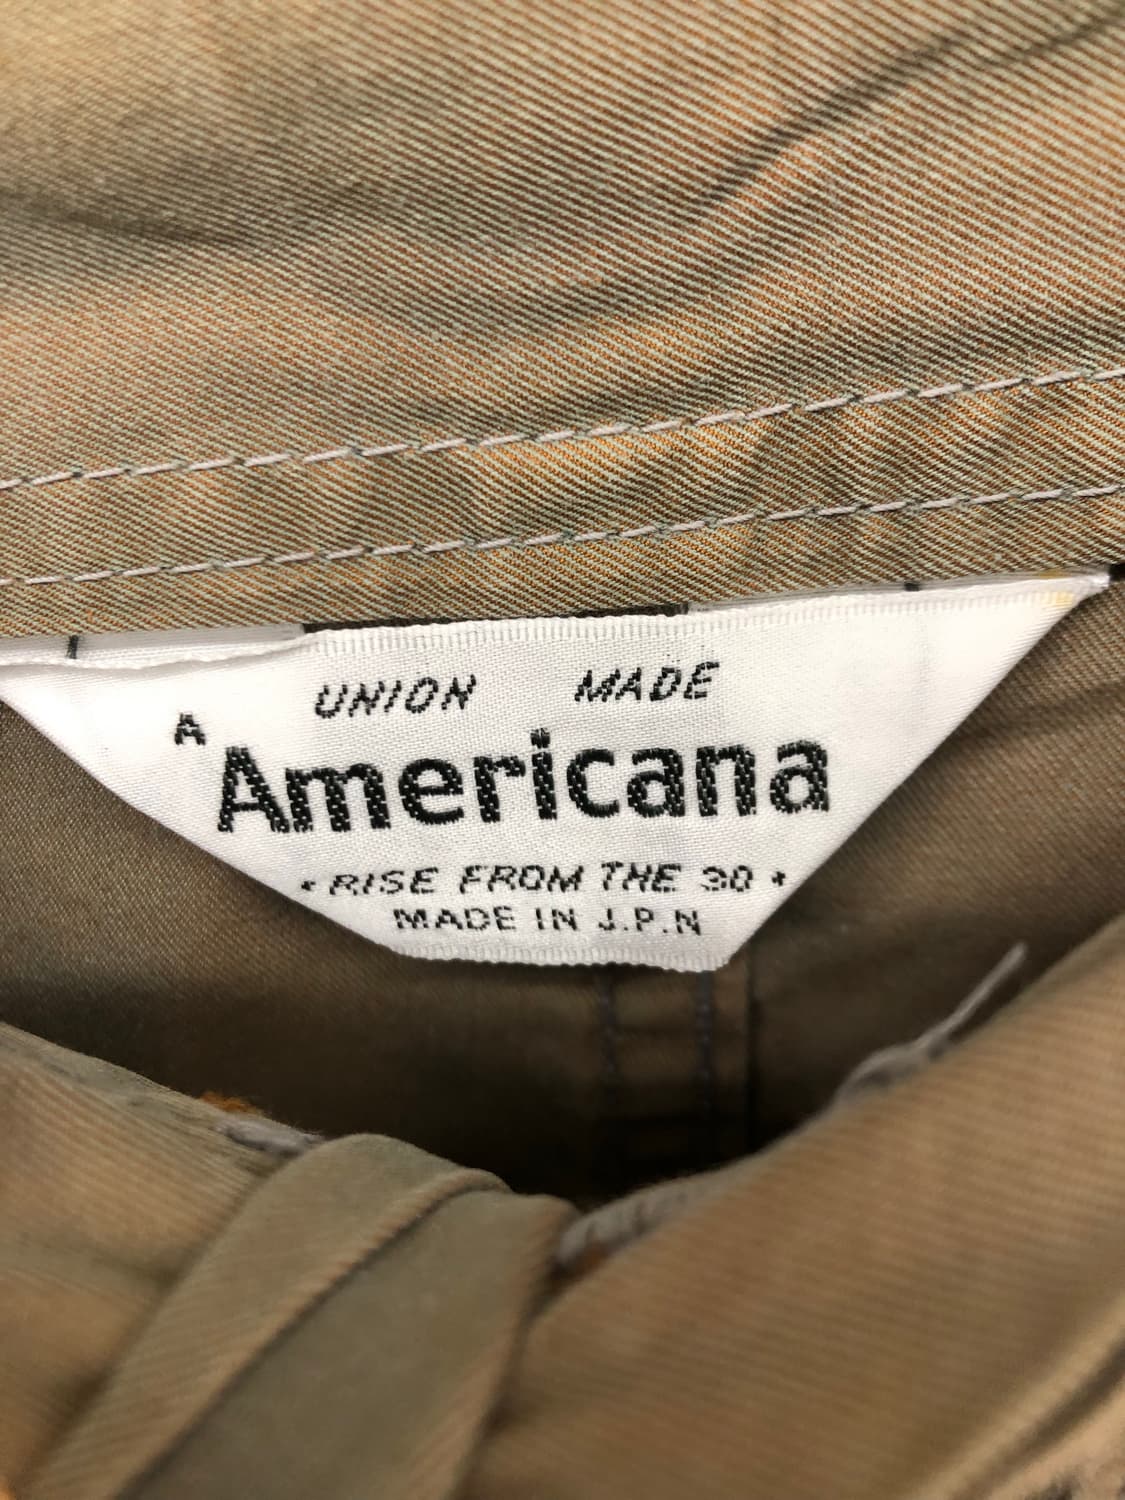 UNION MADE
A
Americana
• RISE FROM THE 30 •
MADE IN J.P.N